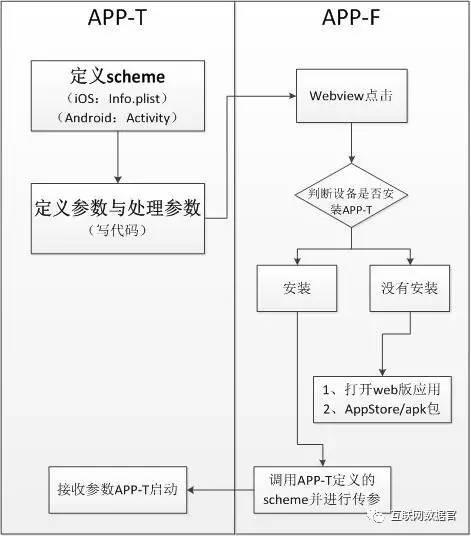 APP-T
APP-F
定义scheme
（iOS：Info.plist）
（Android：Activity）
Webview点击
定义参数与处理参数
（写代码）
判断设备是否安
装APP-T
安装
没有安装
1、打开web版应用
2、AppStore/apk包
接收参数APP-T启动
调用APP-T定义的
scheme并进行传参
互联网数据官